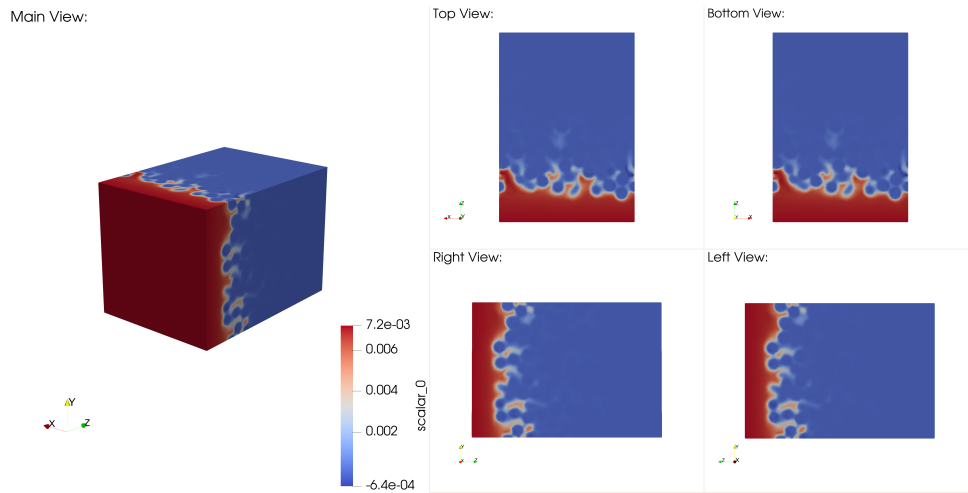 Main View:
Top View:
Bottom View:
Right View:
Left View:
7.2e-03
0.006
0.004
0.002
-6.4e-04
scalar_0
Y
X
Z